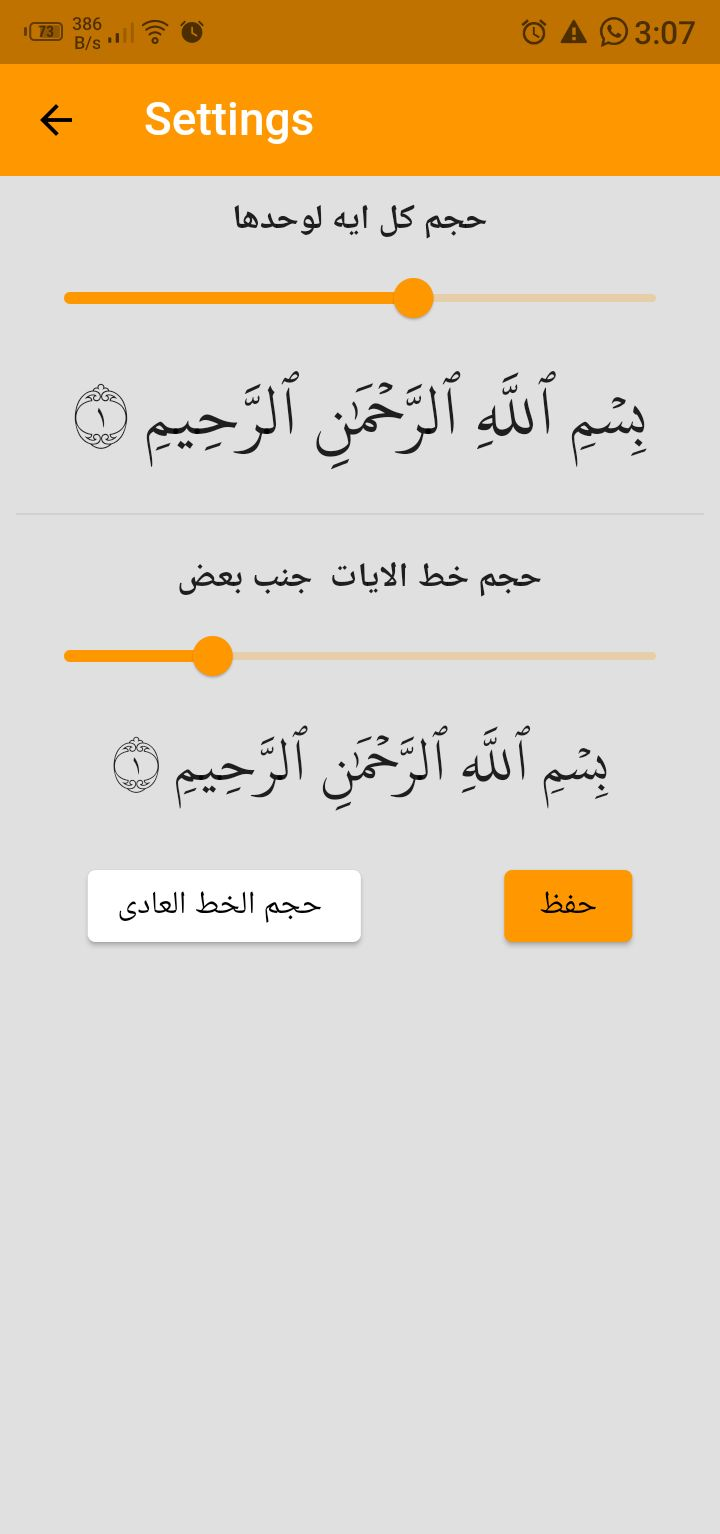 73 386 B/s 3:07
Settings
حجم كل ايه لوحدها
بِسۡمِ ٱللَّهِ ٱلرَّحۡمَٰنِ ٱلرَّحِيمِ ١
حجم خط الايات جنب بعض
بِسۡمِ ٱللَّهِ ٱلرَّحۡمَٰنِ ٱلرَّحِيمِ ١
حفظ
حجم الخط العادى